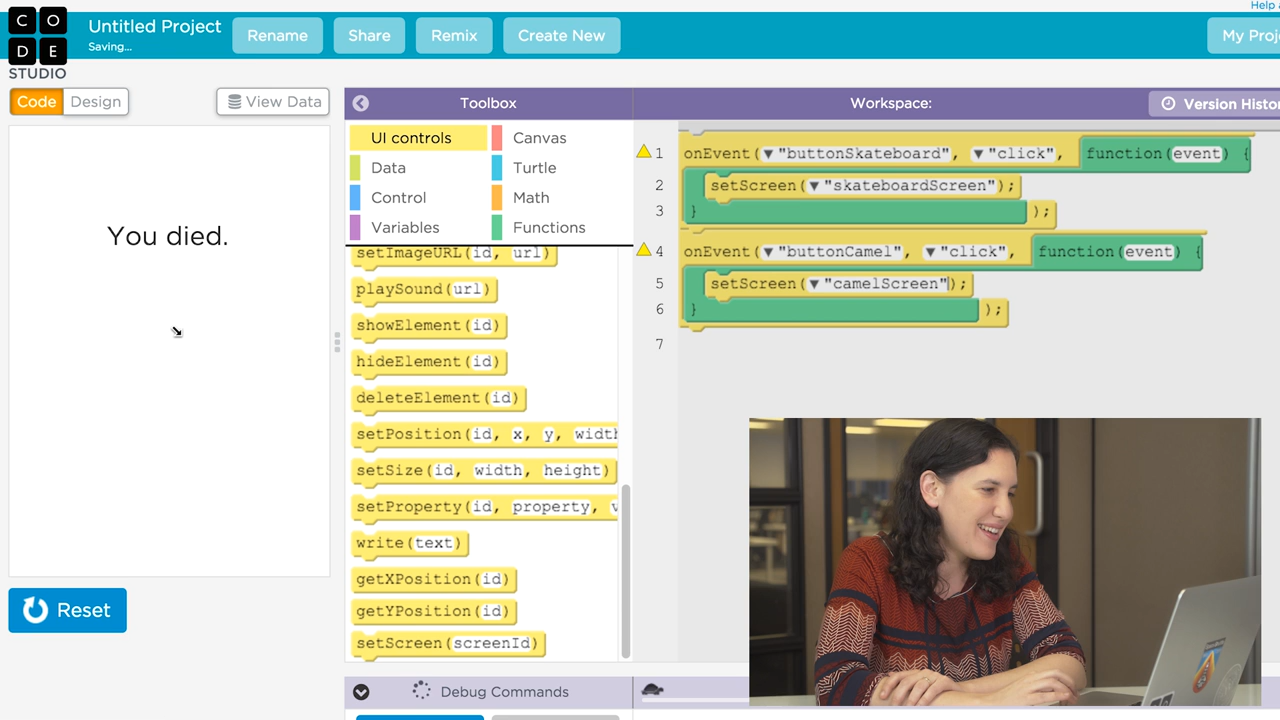 Help
C O
D E
STUDIO
Untitled Project
Saving...
Rename
Share
Remix
Create New
My Proj
Code
Design
View Data
Toolbox
Workspace:
Version Histor
You died.
Reset
UI controls
Canvas
Data
Turtle
Control
Math
Variables
Functions
setImageURL(id, url)
playSound(url)
showElement(id)
hideElement(id)
deleteElement(id)
setPosition(id, x, y, width
setSize(id, width, height)
setProperty(id, property, v
write(text)
getXPosition(id)
getYPosition(id)
setScreen(screenId)
1 onEvent(▼"buttonSkateboard", ▼"click", function(event) {
2 setScreen(▼"skateboardScreen");
3 } );
4 onEvent(▼"buttonCamel", ▼"click", function(event) {
5 setScreen(▼"camelScreen");
6 } );
7
Debug Commands